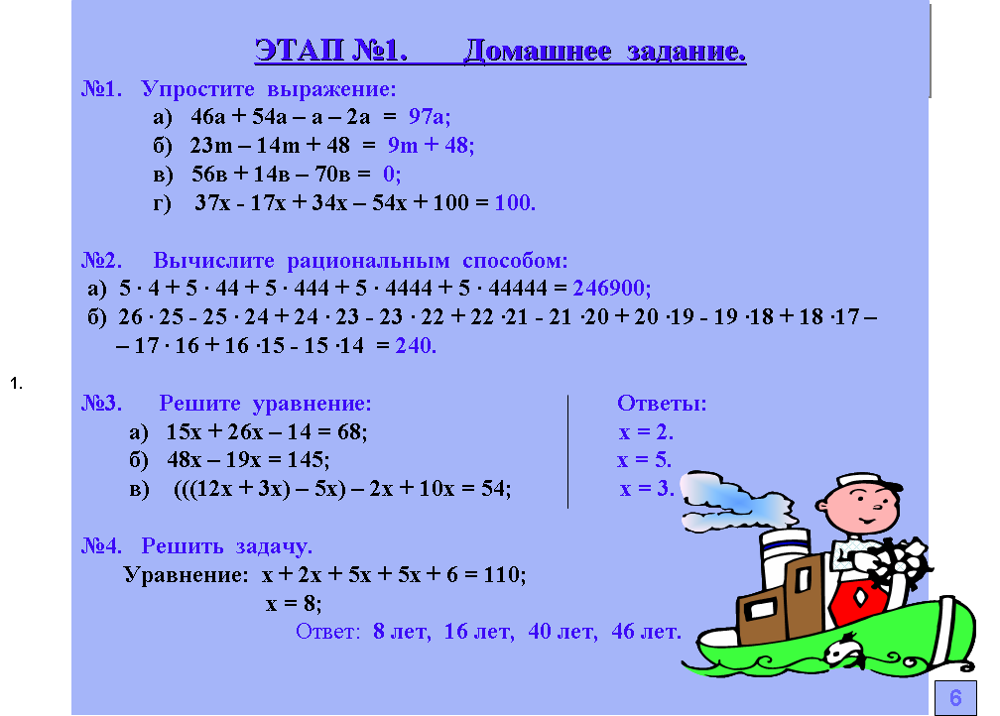 ЭТАП №1. Домашнее задание.
№1. Упростите выражение:
а) 46а + 54а – а – 2а = 97а;
б) 23m – 14m + 48 = 9m + 48;
в) 56в + 14в – 70в = 0;
г) 37х - 17х + 34х – 54х + 100 = 100.
№2. Вычислите рациональным способом:
а) 5 · 4 + 5 · 44 + 5 · 444 + 5 · 4444 + 5 · 44444 = 246900;
б) 26 · 25 - 25 · 24 + 24 · 23 - 23 · 22 + 22 ·21 - 21 ·20 + 20 ·19 - 19 ·18 + 18 ·17 –
– 17 · 16 + 16 ·15 - 15 ·14 = 240.
1.
№3. Решите уравнение: Ответы:
а) 15х + 26х – 14 = 68; х = 2.
б) 48х – 19х = 145; х = 5.
в) (((12х + 3х) – 5х) – 2х + 10х = 54; х = 3.
№4. Решить задачу.
Уравнение: х + 2х + 5х + 5х + 6 = 110;
х = 8;
Ответ: 8 лет, 16 лет, 40 лет, 46 лет.
6